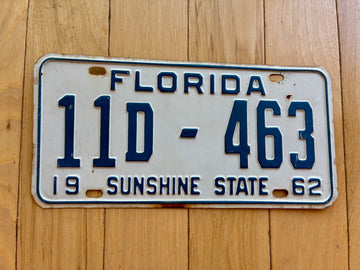 FLORIDA
11D - 463
19 SUNSHINE STATE 62